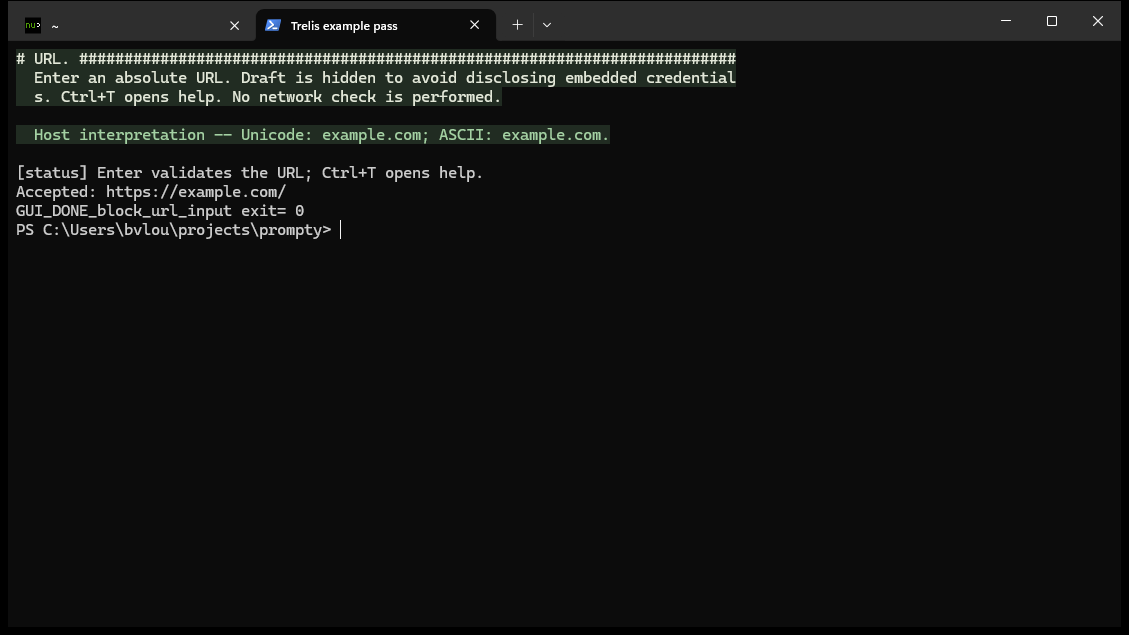 nu> ~
Trelis example pass
# URL. #########################################################################
Enter an absolute URL. Draft is hidden to avoid disclosing embedded credential
s. Ctrl+T opens help. No network check is performed.
Host interpretation -- Unicode: example.com; ASCII: example.com.
[status] Enter validates the URL; Ctrl+T opens help.
Accepted: https://example.com/
GUI_DONE_block_url_input exit= 0
PS C:\Users\bvlou\projects\prompty>